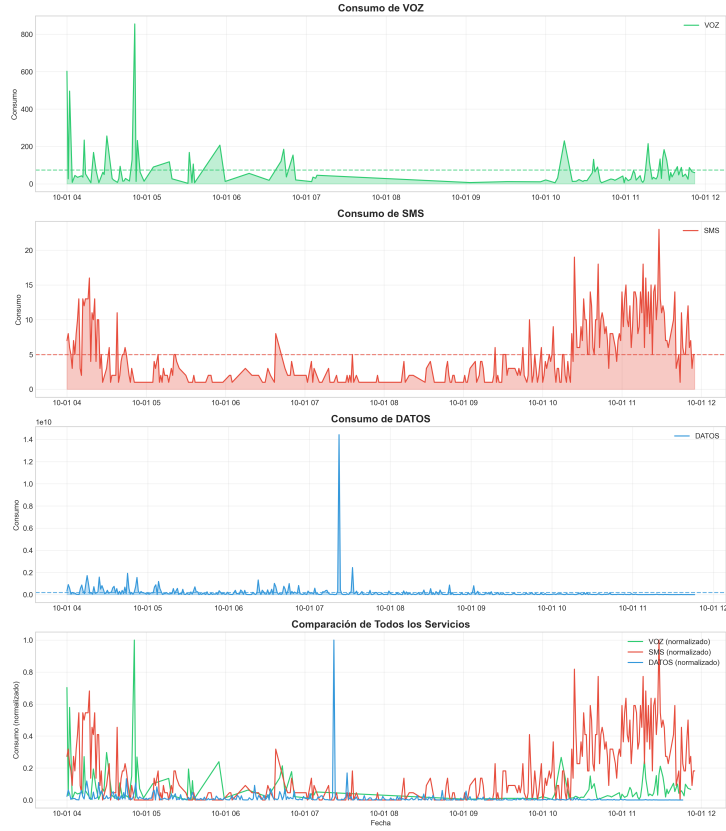 Consumo de VOZ
VOZ
800
600
400
200
0
Consumo
10-01 04 10-01 05 10-01 06 10-01 07 10-01 08 10-01 09 10-01 10 10-01 11 10-01 12
Consumo de SMS
SMS
20
15
10
5
0
Consumo
10-01 04 10-01 05 10-01 06 10-01 07 10-01 08 10-01 09 10-01 10 10-01 11 10-01 12
Consumo de DATOS
1e10
DATOS
1.4
1.2
1.0
0.8
0.6
0.4
0.2
0.0
Consumo
10-01 04 10-01 05 10-01 06 10-01 07 10-01 08 10-01 09 10-01 10 10-01 11 10-01 12
Comparación de Todos los Servicios
VOZ (normalizado)
SMS (normalizado)
DATOS (normalizado)
1.0
0.8
0.6
0.4
0.2
0.0
Consumo (normalizado)
10-01 04 10-01 05 10-01 06 10-01 07 10-01 08 10-01 09 10-01 10 10-01 11 10-01 12
Fecha